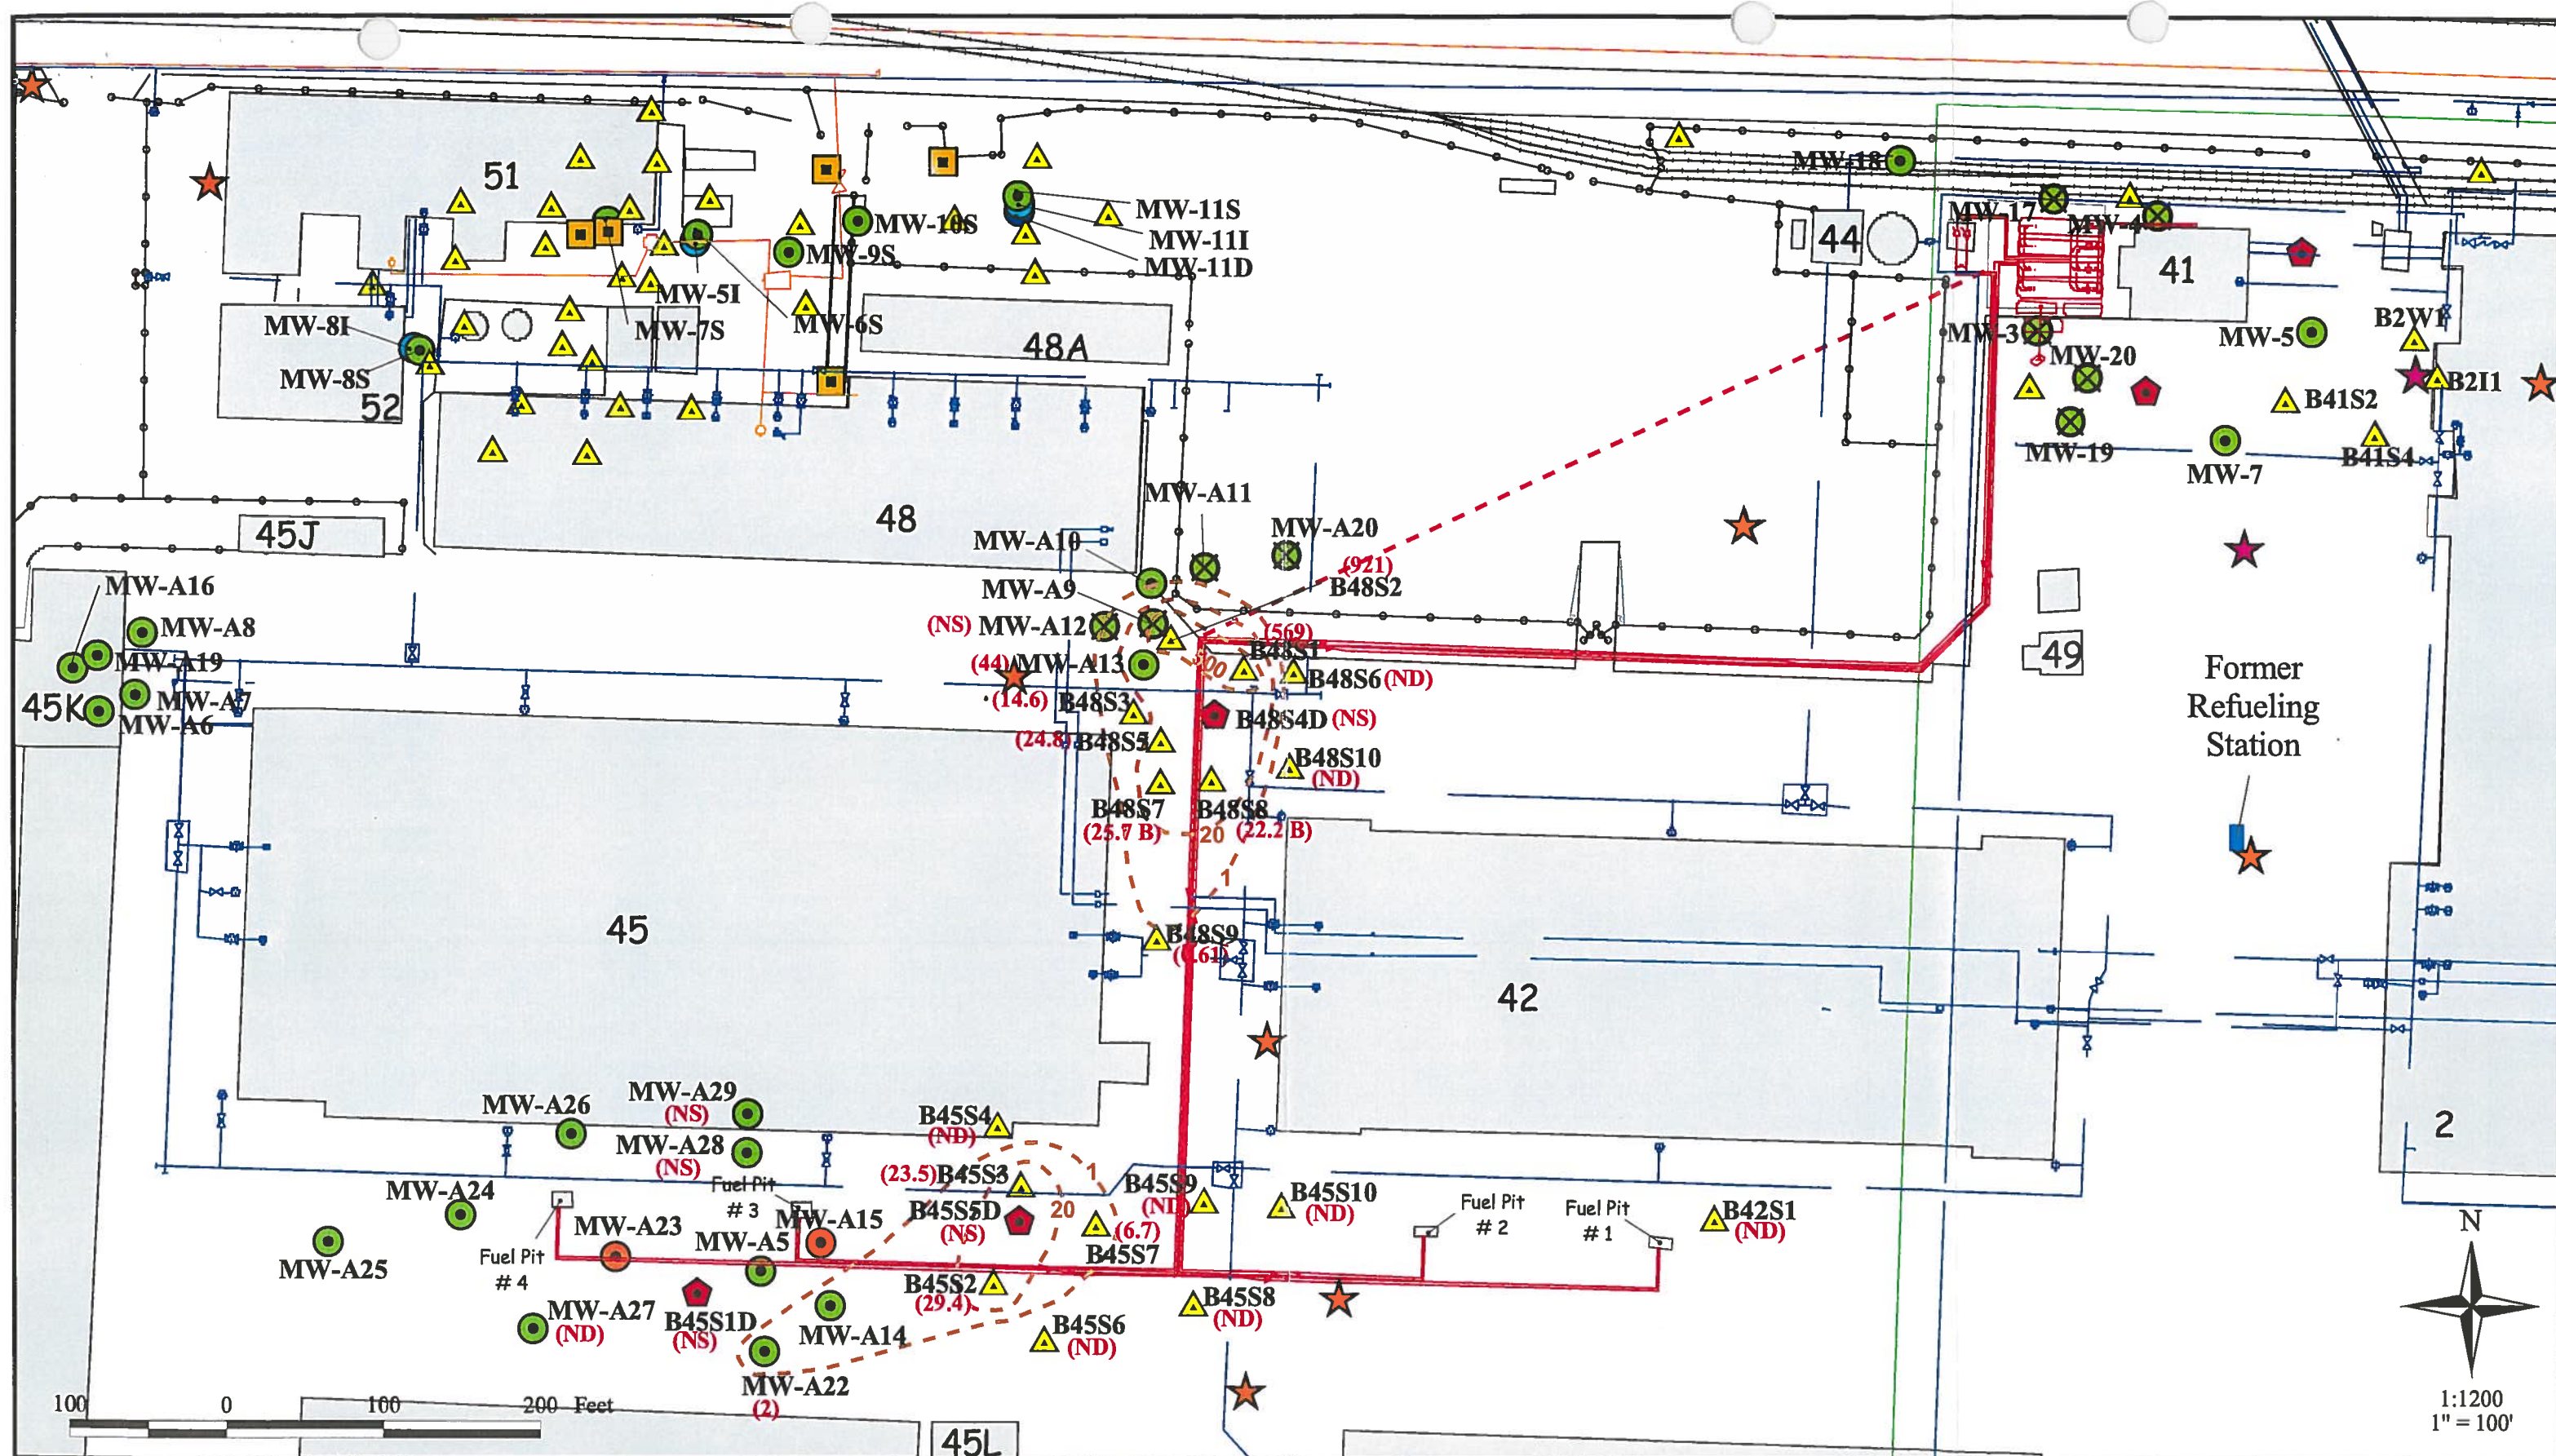 51
MW-18
MW-11S
MW-11I
MW-11D
MW-10S
MW-9S
MW-17
MW-4
44
41
MW-5I
MW-7S
MW-6S
MW-8I
MW-8S
52
48A
MW-3
MW-20
MW-5
B2W1
B2I1
B41S2
B41S4
MW-19
MW-7
45J
48
MW-A11
MW-A10
MW-A20
(921)
B48S2
MW-A9
(NS) MW-A12
(569)
B48S1
500
(44) MW-A13
B48S6 (ND)
MW-A16
MW-A8
MW-A19
MW-A7
MW-A6
45K
(14.6) B48S3
B48S4D (NS)
(24.8) B48S5
B48S10
(ND)
B48S7
(25.7 B)
B48S8
20
(22.2 B)
1
49
Former
Refueling
Station
45
B48S9
42
2
MW-A29
(NS)
MW-A26
MW-A28
(NS)
B45S4
(ND)
(23.5) B45S3
1
20
B45S9
(ND)
B45S10
(ND)
MW-A24
Fuel Pit
# 3
MW-A15
B45S5D
(NS)
(6.7)
B45S7
Fuel Pit
# 2
Fuel Pit
# 1
B42S1
(ND)
MW-A25
MW-A23
MW-A5
Fuel Pit
# 4
B45S2
(29.4)
MW-A27
(ND)
B45S1D
(NS)
MW-A14
B45S6
(ND)
B45S8
(ND)
MW-A22
(2)
N
1:1200
1" = 100'
100 0 100 200 Feet
45L